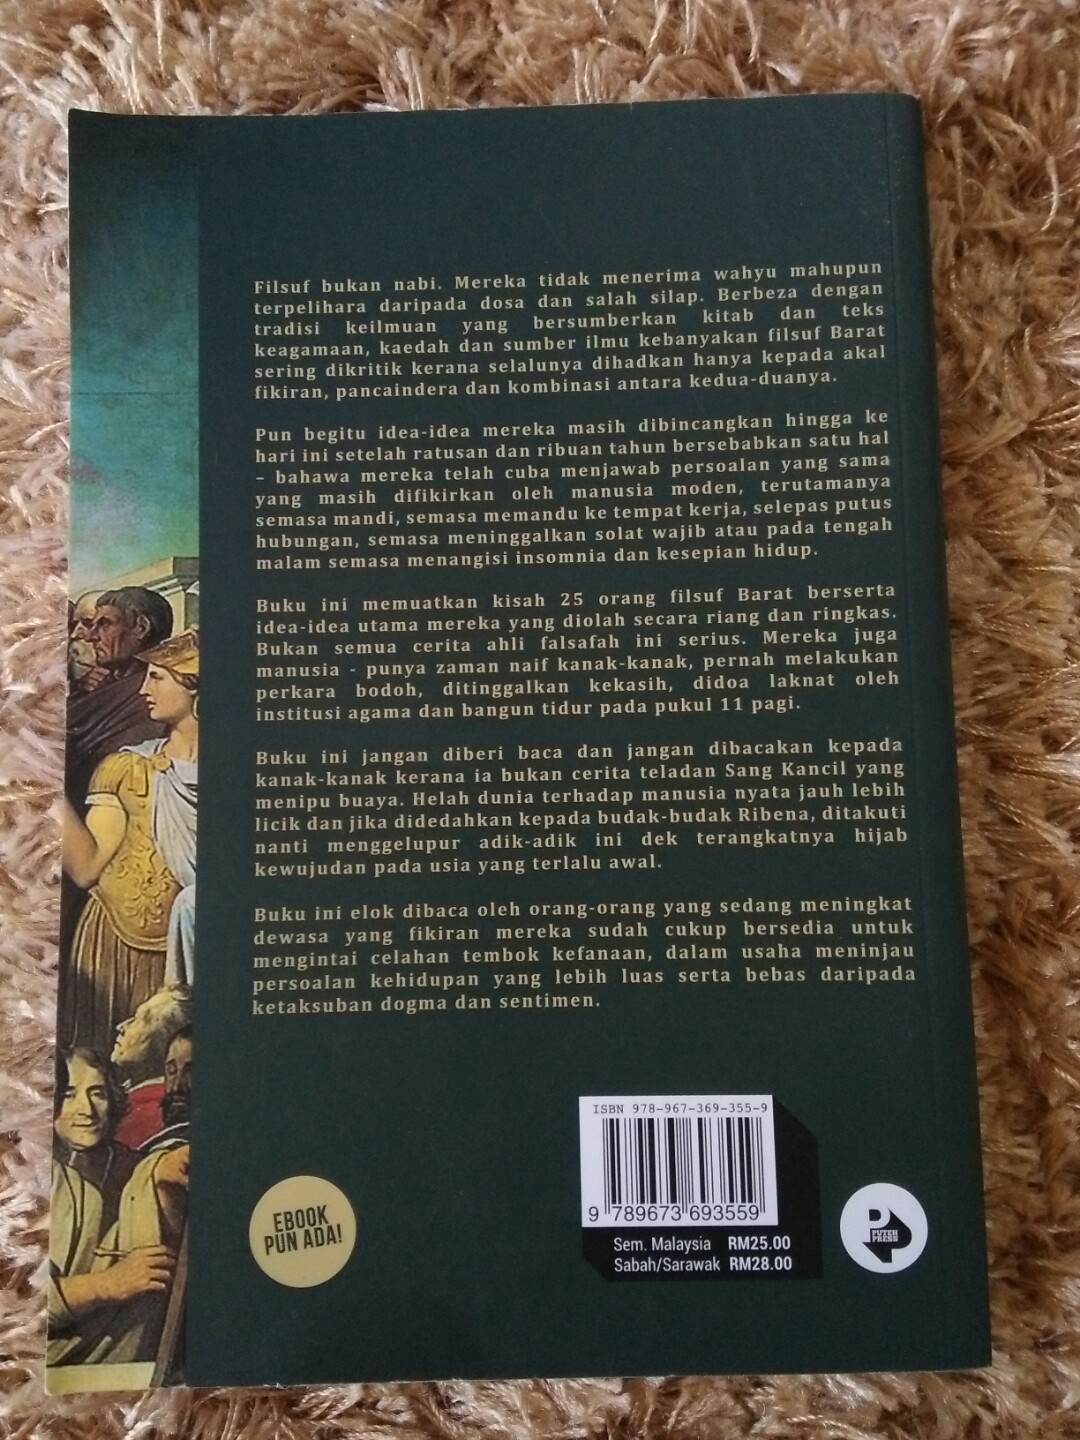 Filsuf bukan nabi. Mereka tidak menerima wahyu mahupun
terpelihara daripada dosa dan salah silap. Berbeza dengan
tradisi keilmuan yang bersumberkan kitab dan teks
keagamaan, kaedah dan sumber ilmu kebanyakan filsuf Barat
sering dikritik kerana selalunya dihadkan hanya kepada akal
fikiran, pancaindera dan kombinasi antara kedua-duanya.
Pun begitu idea-idea mereka masih dibincangkan hingga ke
hari ini setelah ratusan dan ribuan tahun bersebabkan satu hal
– bahawa mereka telah cuba menjawab persoalan yang sama
yang masih difikirkan oleh manusia moden, terutamanya
semasa mandi, semasa memandu ke tempat kerja, selepas putus
hubungan, semasa meninggalkan solat wajib atau pada tengah
malam semasa menangisi insomnia dan kesepian hidup.
Buku ini memuatkan kisah 25 orang filsuf Barat berserta
idea-idea utama mereka yang diolah secara riang dan ringkas.
Bukan semua cerita ahli falsafah ini serius. Mereka juga
manusia - punya zaman naif kanak-kanak, pernah melakukan
perkara bodoh, ditinggalkan kekasih, didoa laknat oleh
institusi agama dan bangun tidur pada pukul 11 pagi.
Buku ini jangan diberi baca dan jangan dibacakan kepada
kanak-kanak kerana ia bukan cerita teladan Sang Kancil yang
menipu buaya. Helah dunia terhadap manusia nyata jauh lebih
licik dan jika didedahkan kepada budak-budak Ribena, ditakuti
nanti menggelupur adik-adik ini dek terangkatnya hijab
kewujudan pada usia yang terlalu awal.
Buku ini elok dibaca oleh orang-orang yang sedang meningkat
dewasa yang fikiran mereka sudah cukup bersedia untuk
mengintai celahan tembok kefanaan, dalam usaha meninjau
persoalan kehidupan yang lebih luas serta bebas daripada
ketaksuban dogma dan sentimen.
ISBN 978-967-369-355-9
9 789673 693559
Sem. Malaysia RM25.00
Sabah/Sarawak RM28.00
EBOOK
PUN ADA!
PUTEH
PRESS